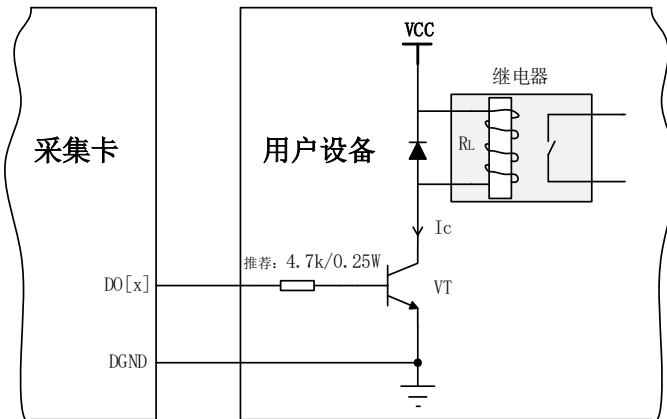 VCC
继电器
采集卡
用户设备
RL
Ic
推荐: 4.7k/0.25W
DO[x]
VT
DGND